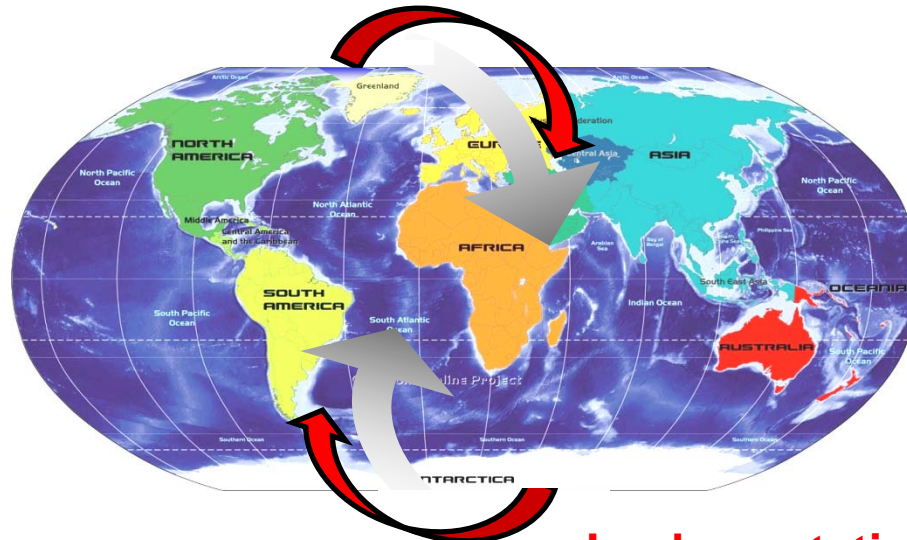 Arctic Ocean
Arctic Ocean
Greenland
NORTH
AMERICA
ASIA
Central Asia
North Pacific
Ocean
North Atlantic
Ocean
North Pacific
Ocean
Middle America
Central America
and the Caribbean
AFRICA
Arabian
Sea
Bay of
Bengal
Philippine Sea
South East Asia
OCEANIA
SOUTH
AMERICA
Indian Ocean
South Pacific
Ocean
South Atlantic
AUSTRALIA
South Pacific
Ocean
Project
Southern Ocean
Southern Ocean
Southern Ocean